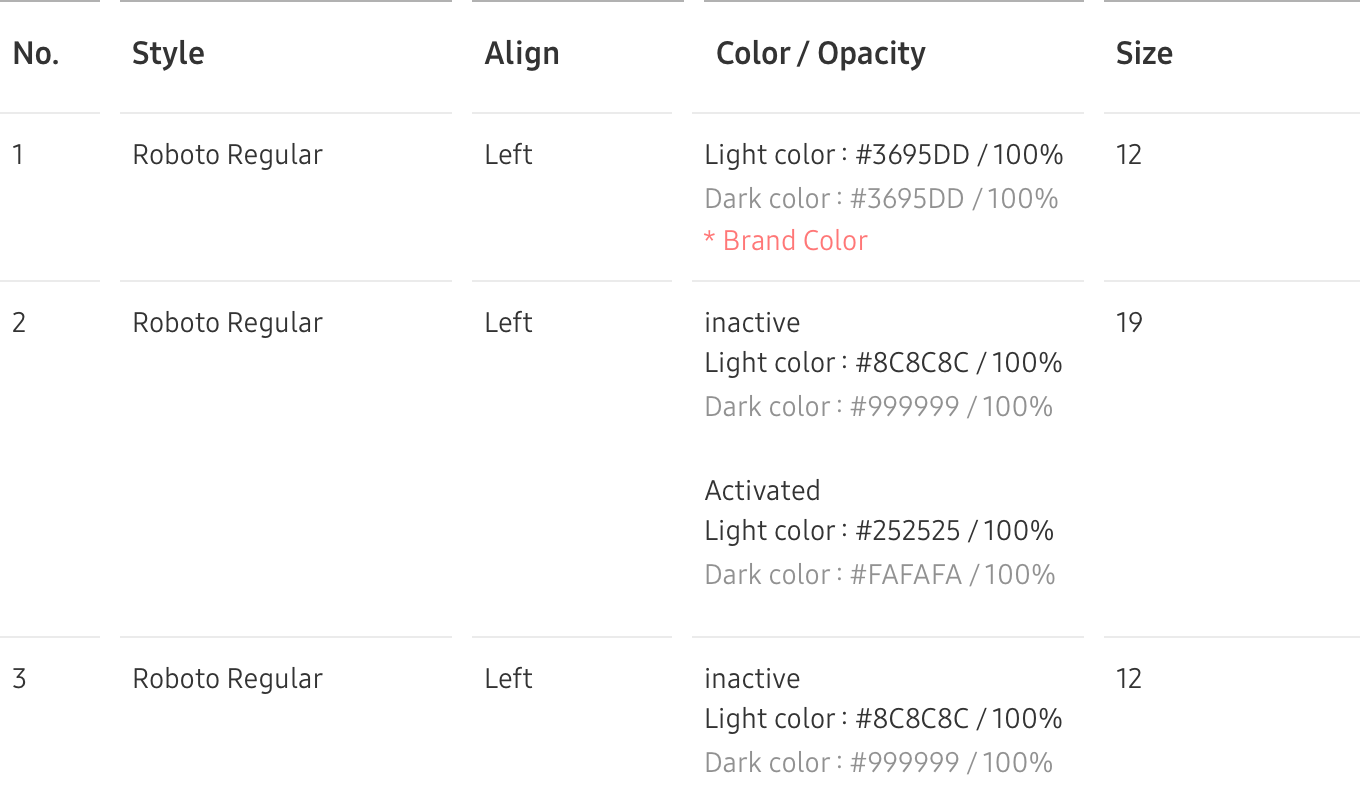 No. Style Align Color / Opacity Size
1 Roboto Regular Left Light color : #3695DD / 100% 12
Dark color : #3695DD / 100%
* Brand Color
2 Roboto Regular Left inactive 19
Light color : #8C8C8C / 100%
Dark color : #999999 / 100%
Activated
Light color : #252525 / 100%
Dark color : #FAFAFA / 100%
3 Roboto Regular Left inactive 12
Light color : #8C8C8C / 100%
Dark color : #999999 / 100%